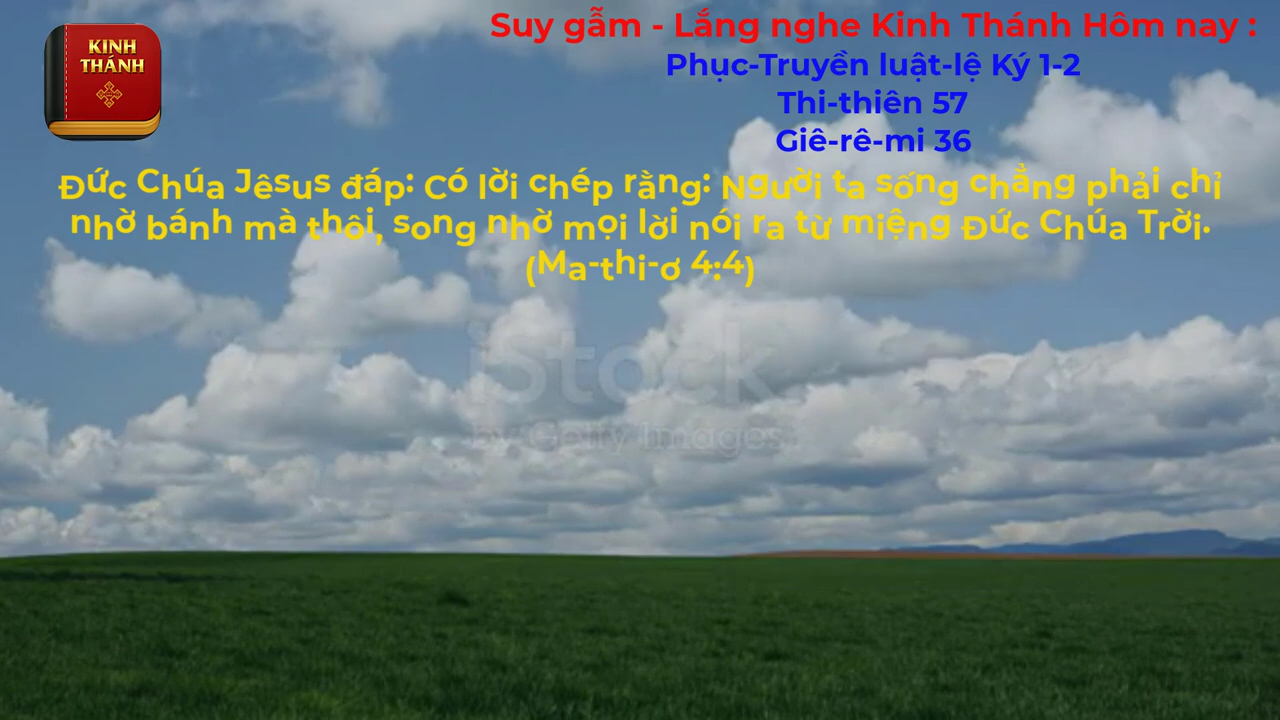 KINH
THÁNH
Suy gẫm - Lắng nghe Kinh Thánh Hôm nay :
Phục-Truyền luật-lệ Ký 1-2
Thi-thiên 57
Giê-rê-mi 36
Đức Chúa Jêsus đáp: Có lời chép rằng: Người ta sống chẳng phải chỉ
nhờ bánh mà thôi, song nhờ mọi lời nói ra từ miệng Đức Chúa Trời.
(Ma-thi-ơ 4:4)
iStock
by Getty Images